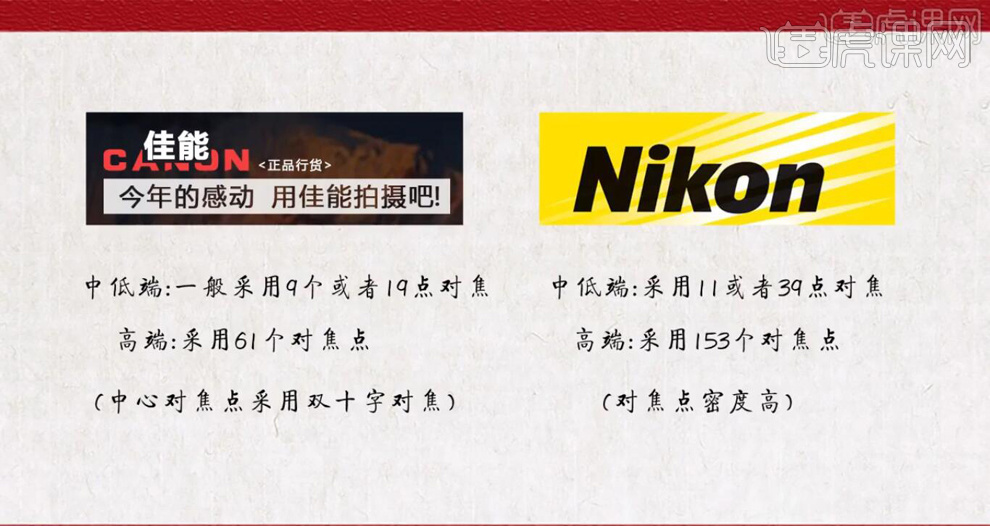 虎课网
虎课网
佳能
CANON <正品行货>
今年的感动 用佳能拍摄吧!
Nikon
中低端:一般采用9个或者19点对焦
高端:采用61个对焦点
(中心对焦点采用双十字对焦)
中低端:采用11或者39点对焦
高端:采用153个对焦点
(对焦点密度高)